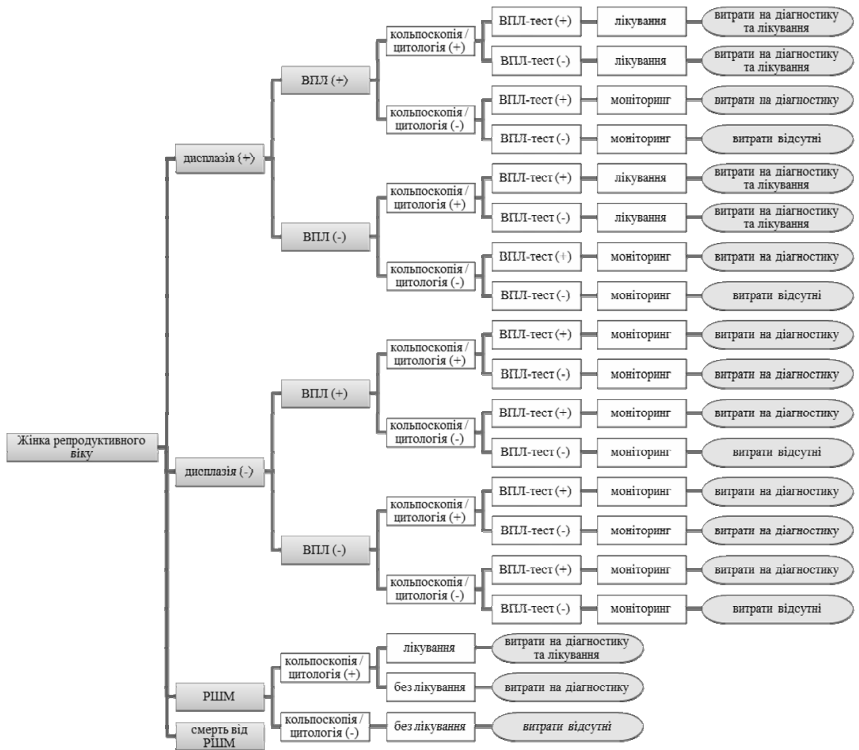 Жінка репродуктивного
віку
дисплазія (+)
ВПЛ (+)
кольпоскопія /
цитологія (+)
ВПЛ-тест (+)
лікування
витрати на діагностику
та лікування
ВПЛ-тест (-)
лікування
витрати на діагностику
та лікування
кольпоскопія /
цитологія (-)
ВПЛ-тест (+)
моніторинг
витрати на діагностику
ВПЛ-тест (-)
моніторинг
витрати відсутні
ВПЛ (-)
кольпоскопія /
цитологія (+)
ВПЛ-тест (+)
лікування
витрати на діагностику
та лікування
ВПЛ-тест (-)
лікування
витрати на діагностику
та лікування
кольпоскопія /
цитологія (-)
ВПЛ-тест (+)
моніторинг
витрати на діагностику
ВПЛ-тест (-)
моніторинг
витрати відсутні
дисплазія (-)
ВПЛ (+)
кольпоскопія /
цитологія (+)
ВПЛ-тест (+)
моніторинг
витрати на діагностику
ВПЛ-тест (-)
моніторинг
витрати на діагностику
кольпоскопія /
цитологія (-)
ВПЛ-тест (+)
моніторинг
витрати на діагностику
ВПЛ-тест (-)
моніторинг
витрати відсутні
ВПЛ (-)
кольпоскопія /
цитологія (+)
ВПЛ-тест (+)
моніторинг
витрати на діагностику
ВПЛ-тест (-)
моніторинг
витрати на діагностику
кольпоскопія /
цитологія (-)
ВПЛ-тест (+)
моніторинг
витрати на діагностику
ВПЛ-тест (-)
моніторинг
витрати відсутні
РШМ
кольпоскопія /
цитологія (+)
лікування
витрати на діагностику
та лікування
без лікування
витрати на діагностику
кольпоскопія /
цитологія (-)
без лікування
витрати відсутні
смерть від
РШМ